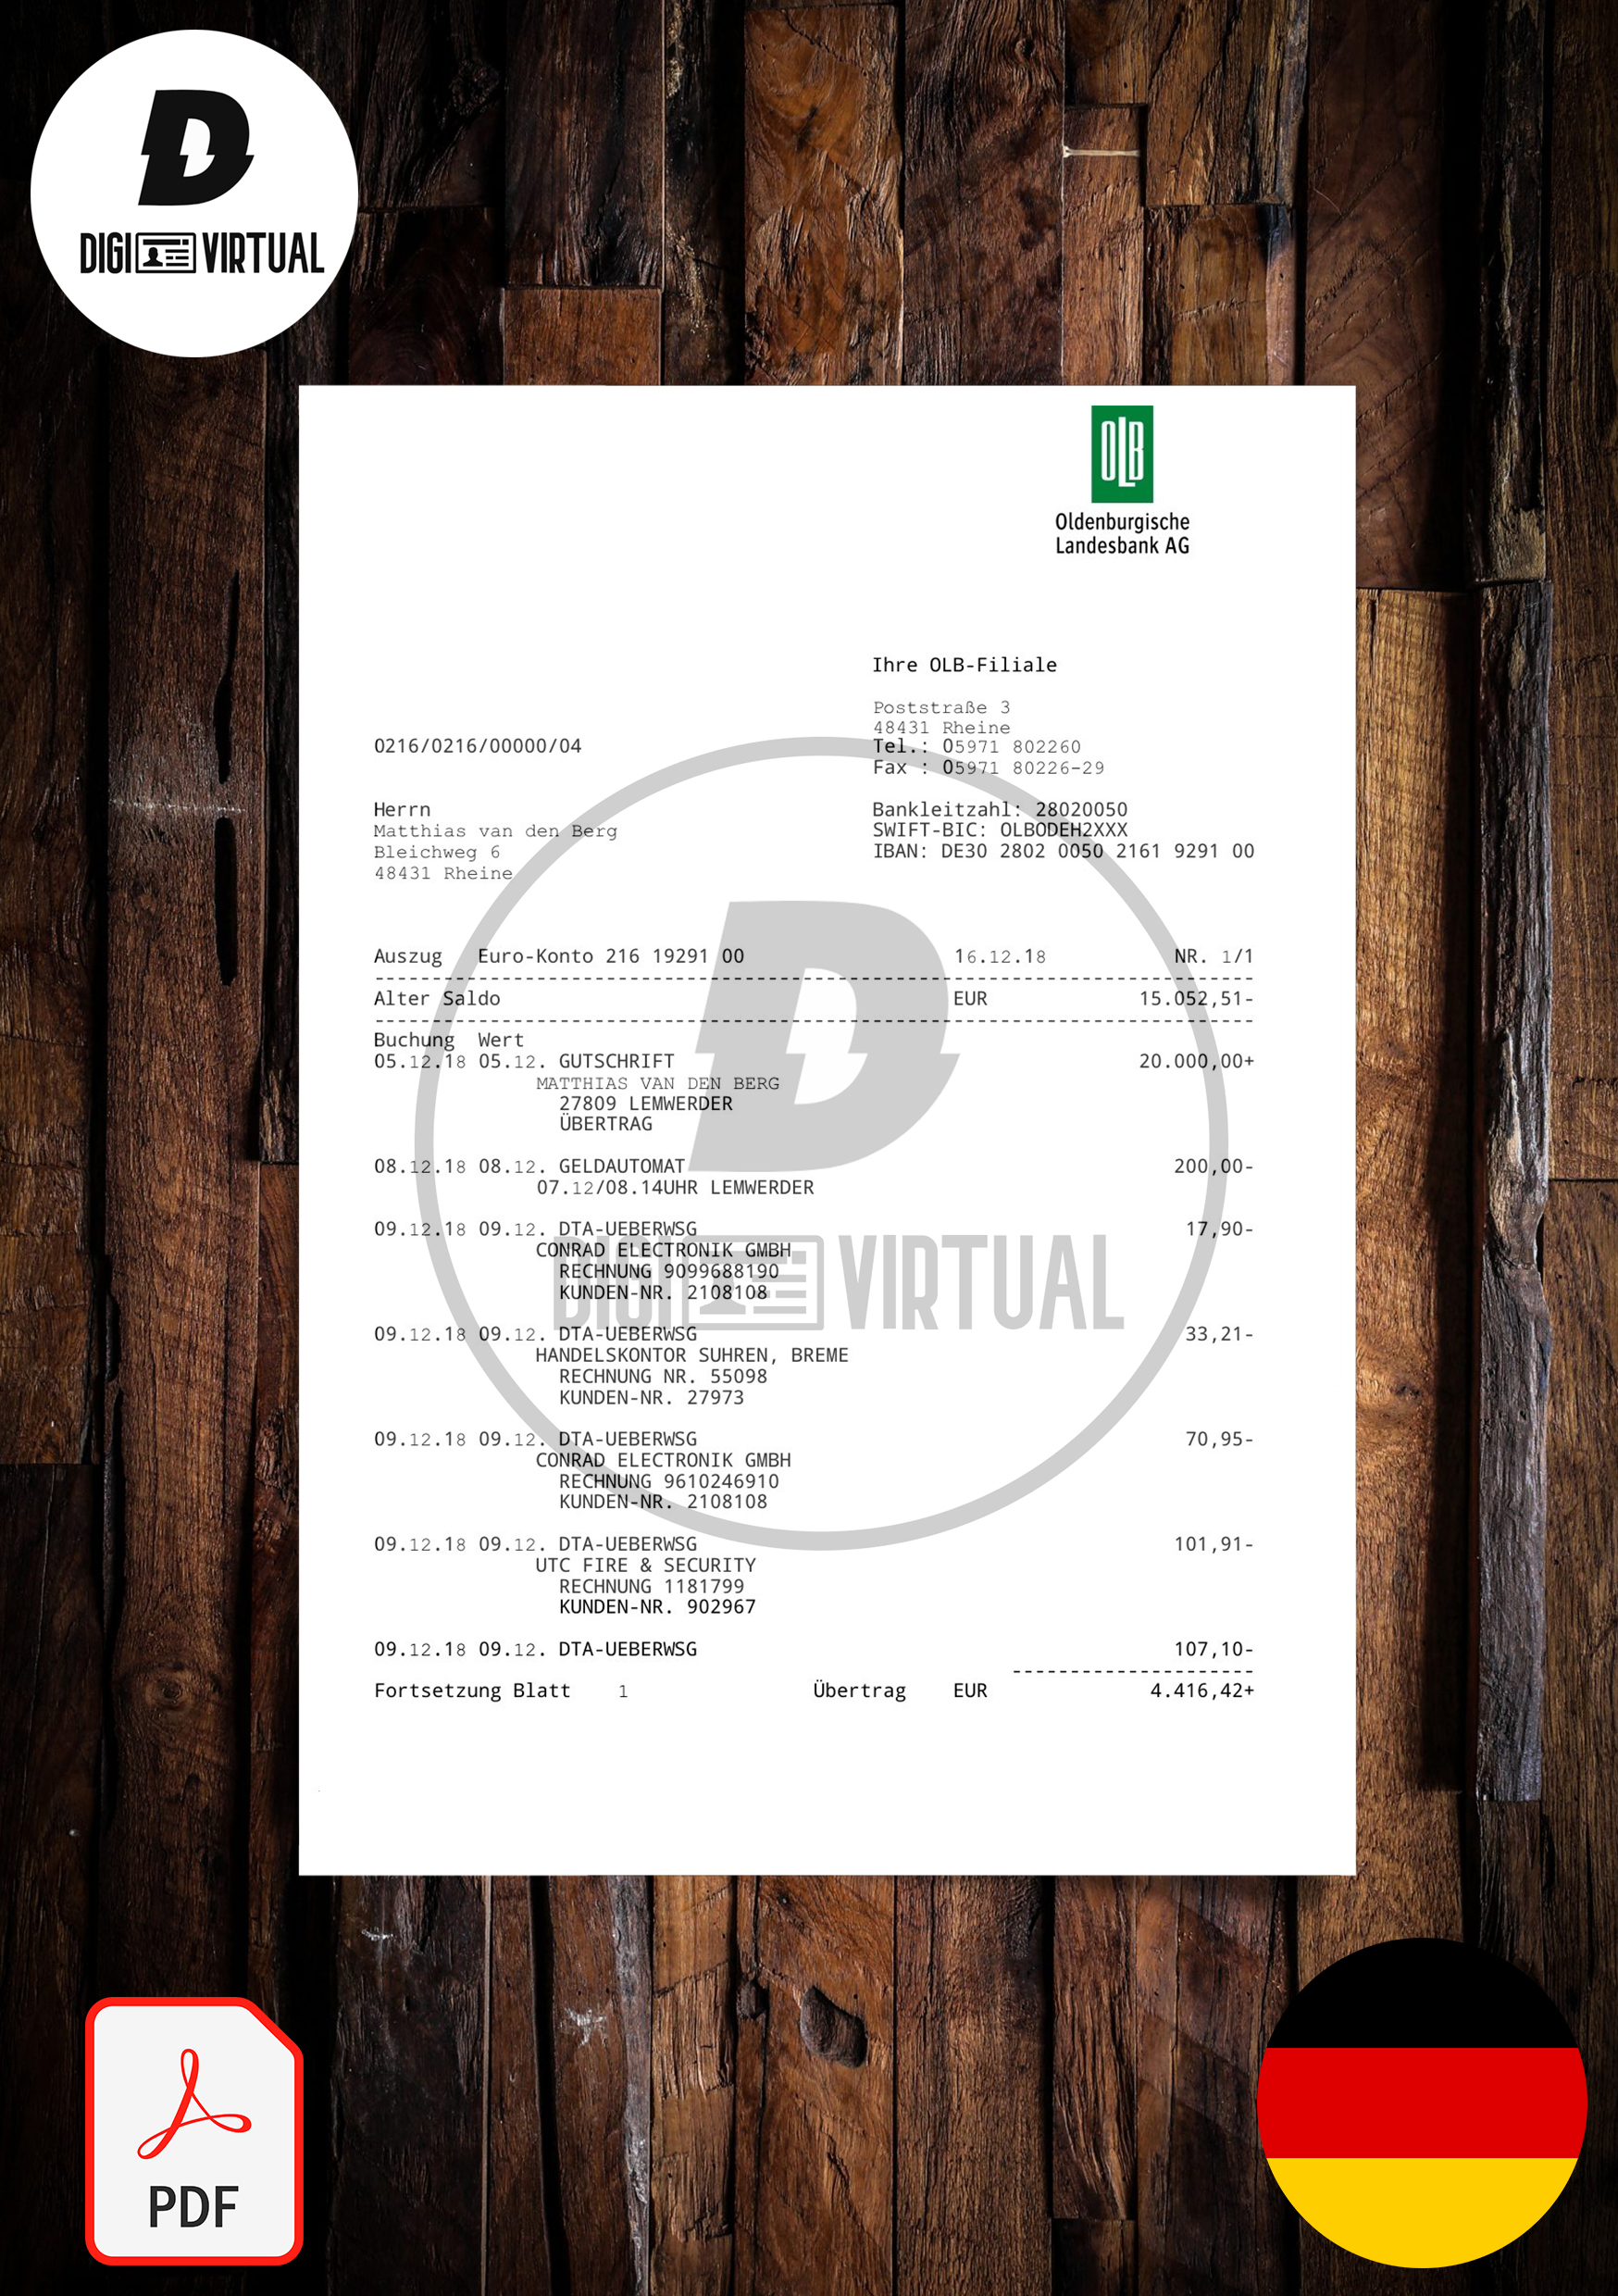 D
DIGI VIRTUAL
OLB
Oldenburgische
Landesbank AG
Ihre OLB-Filiale
Poststraße 3
48431 Rheine
0216/0216/00000/04
Tel.: 05971 802260
Fax : 05971 80226-29
Herrn
Matthias van den Berg
Bleichweg 6
48431 Rheine
Bankleitzahl: 28020050
SWIFT-BIC: OLBODEH2XXX
IBAN: DE30 2802 0050 2161 9291 00
Auszug Euro-Konto 216 19291 00 16.12.18 NR. 1/1
Alter Saldo EUR 15.052,51-
Buchung Wert
05.12.18 05.12. GUTSCHRIFT 20.000,00+
MATTHIAS VAN DEN BERG
27809 LEMWERDER
ÜBERTRAG
08.12.18 08.12. GELDAUTOMAT 200,00-
07.12/08.14UHR LEMWERDER
09.12.18 09.12. DTA-UEBERWSG 17,90-
CONRAD ELECTRONIK GMBH
RECHNUNG 9099688190
KUNDEN-NR. 2108108
D
DIGI VIRTUAL
09.12.18 09.12. DTA-UEBERWSG 33,21-
HANDELSKONTOR SUHREN, BREME
RECHNUNG NR. 55098
KUNDEN-NR. 27973
09.12.18 09.12. DTA-UEBERWSG 70,95-
CONRAD ELECTRONIK GMBH
RECHNUNG 9610246910
KUNDEN-NR. 2108108
09.12.18 09.12. DTA-UEBERWSG 101,91-
UTC FIRE & SECURITY
RECHNUNG 1181799
KUNDEN-NR. 902967
09.12.18 09.12. DTA-UEBERWSG 107,10-
Fortsetzung Blatt 1 Übertrag EUR 4.416,42+
PDF